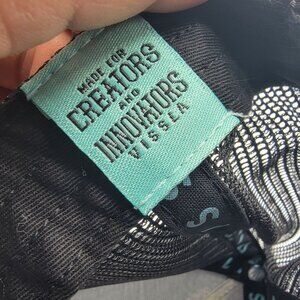 MADE FOR
CREATORS
AND
INNOVATORS
VISSLA